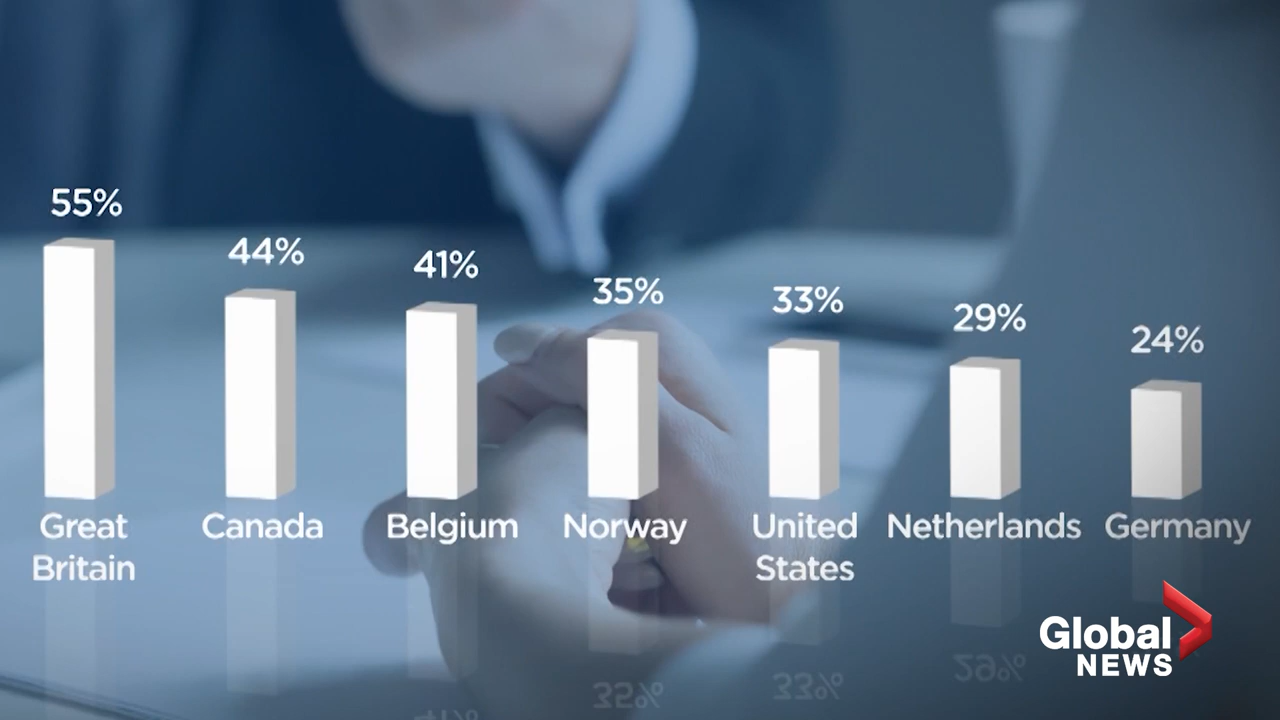 55%
44%
41%
35%
33%
29%
24%
Great
Britain
Canada
Belgium
Norway
United
States
Netherlands
Germany
Global
NEWS